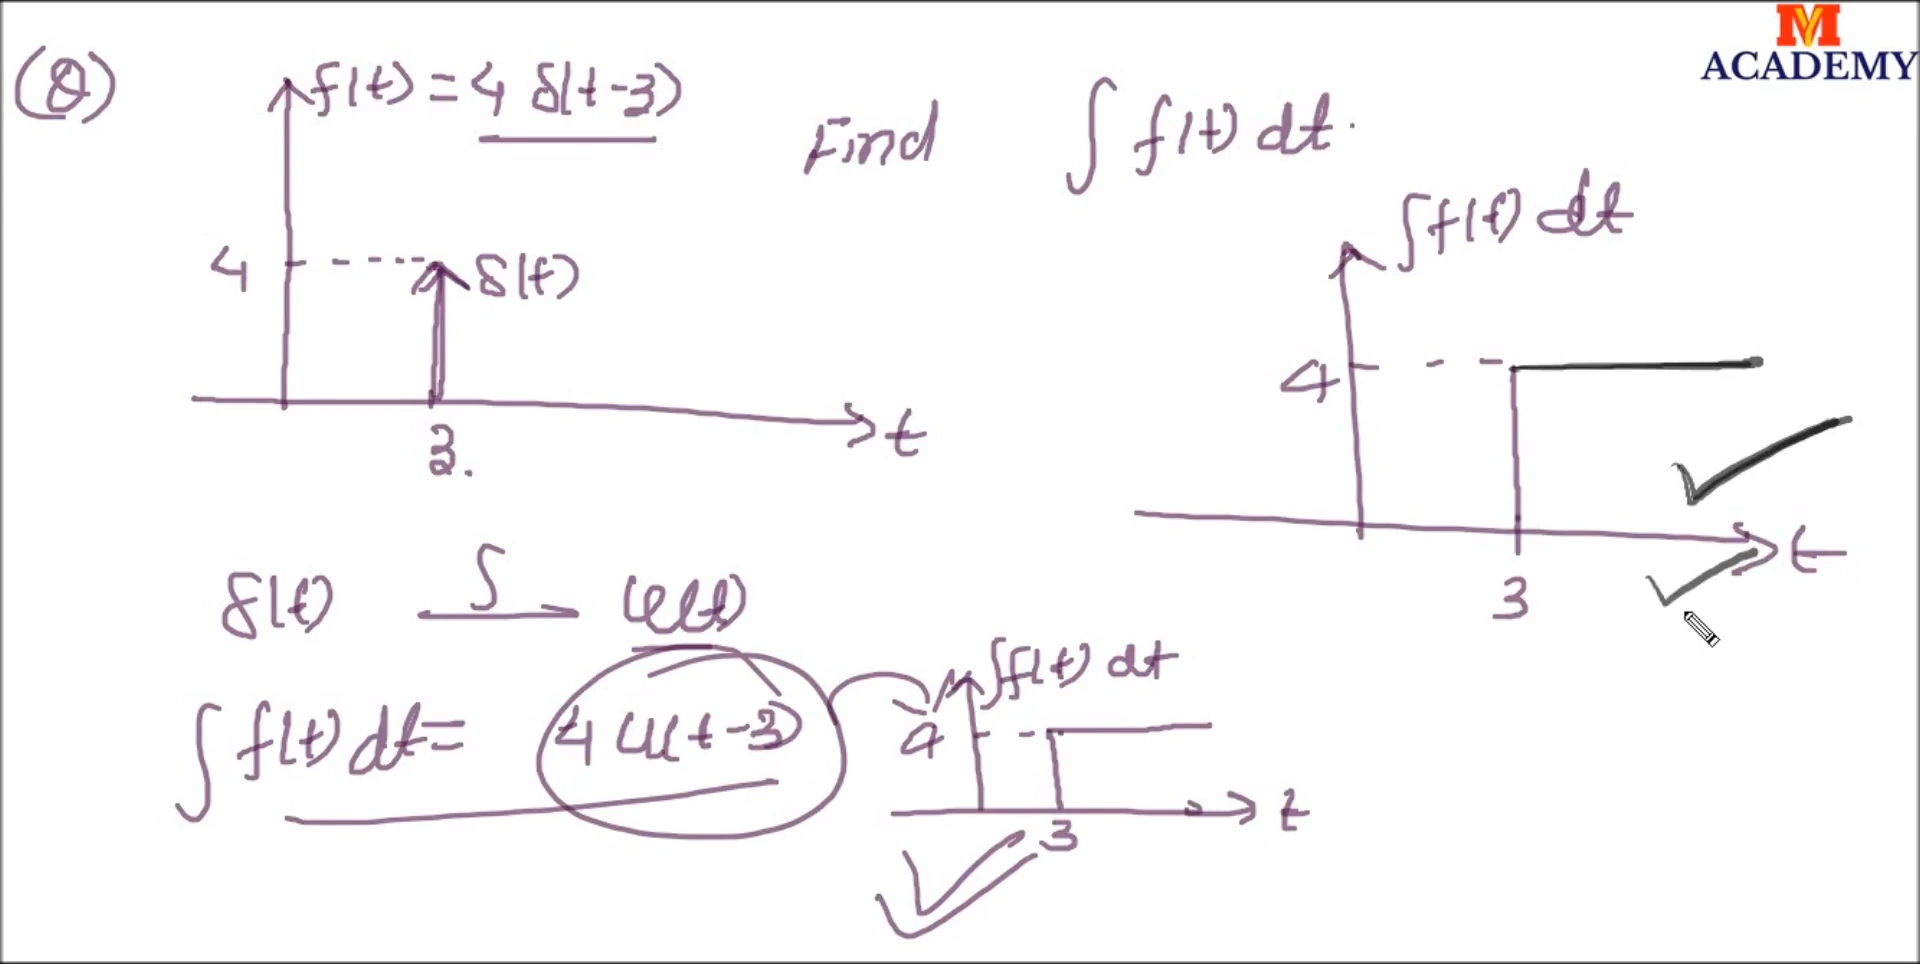 (Q)
f(t) = 4 δ(t-3)
Find ∫ f(t) dt.
M
ACADEMY
4
δ(t)
3.
t
∫f(t) dt
4
3
t
δ(t) ∫ u(t)
∫ f(t) dt = 4 u(t-3)
∫f(t) dt
4
3
t